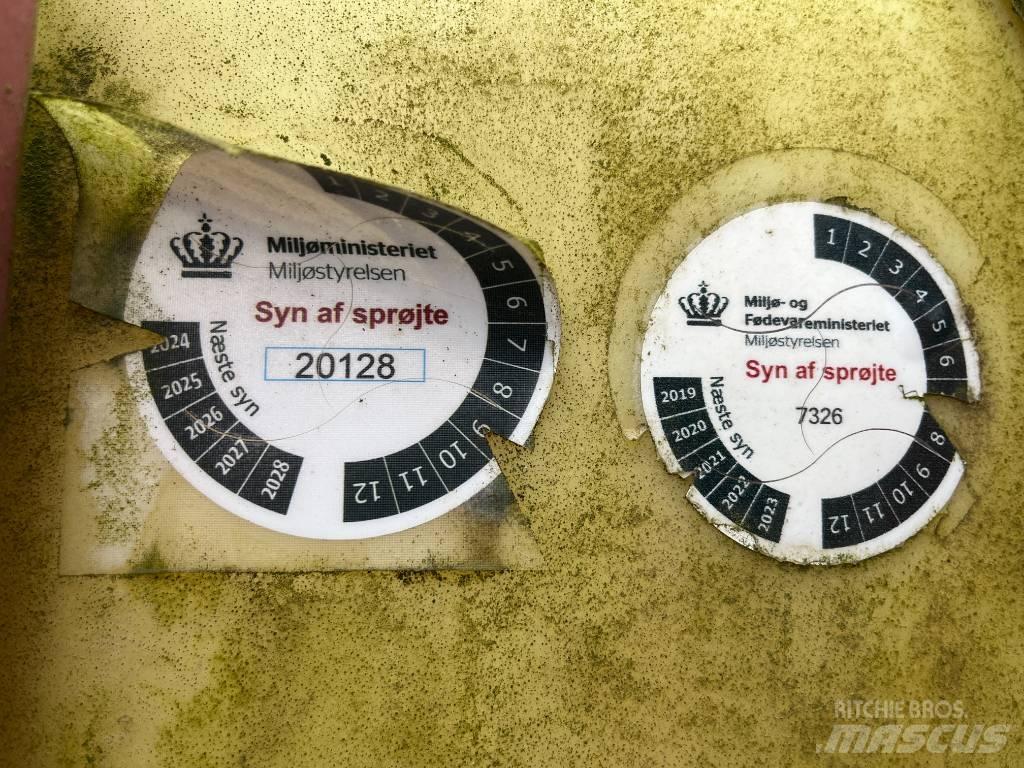 Miljøministeriet
Miljøstyrelsen
Syn af sprøjte
20128
Næste syn
2024
2025
2026
2027
2028
1 2 3 4 5 6 7 8 9 10 11 12
Miljø- og
Fødevareministeriet
Miljøstyrelsen
Syn af sprøjte
7326
Næste syn
2019
2020
2021
2022
2023
1 2 3 4 5 6 8 9 10 11 12
RITCHIE BROS.
MASCUS